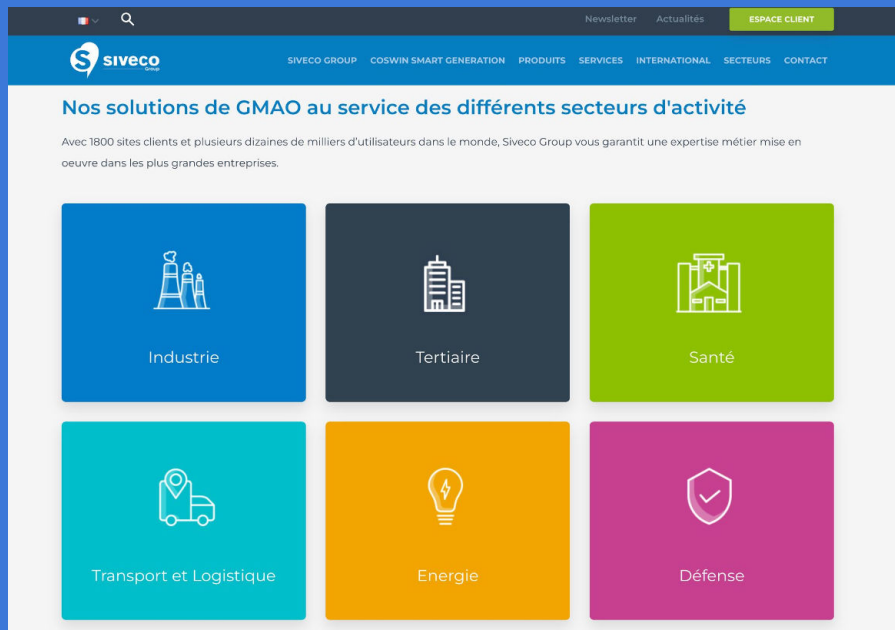 Newsletter Actualités ESPACE CLIENT
sıveco
Group
SIVECO GROUP COSWIN SMART GENERATION PRODUITS SERVICES INTERNATIONAL SECTEURS CONTACT
Nos solutions de GMAO au service des différents secteurs d'activité
Avec 1800 sites clients et plusieurs dizaines de milliers d'utilisateurs dans le monde, Siveco Group vous garantit une expertise métier mise en
oeuvre dans les plus grandes entreprises.
Industrie
Tertiaire
Santé
Transport et Logistique
Energie
Défense